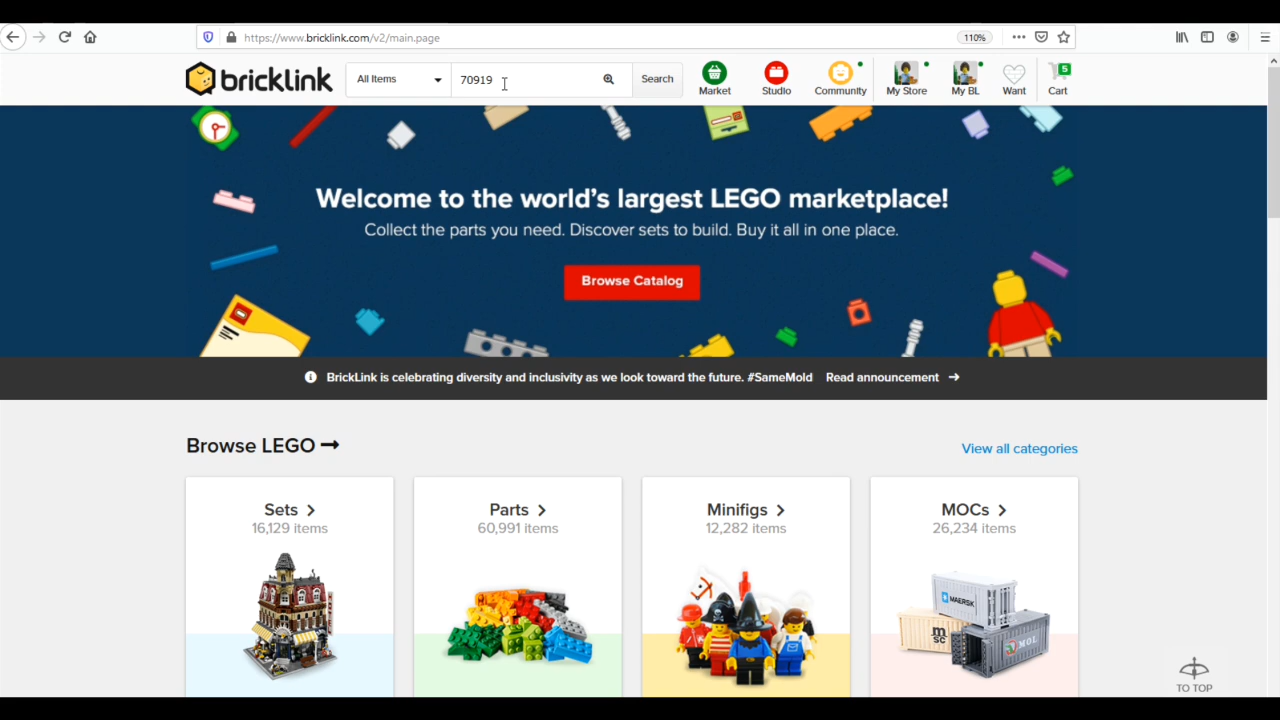 https://www.bricklink.com/v2/main.page
110%
bricklink
All Items
70919
Search
Market
Studio
Community
My Store
My BL
Want
5
Cart
Welcome to the world's largest LEGO marketplace!
Collect the parts you need. Discover sets to build. Buy it all in one place.
Browse Catalog
BrickLink is celebrating diversity and inclusivity as we look toward the future. #SameMold Read announcement →
Browse LEGO →
View all categories
Sets >
16,129 items
Parts >
60,991 items
Minifigs >
12,282 items
MOCs >
26,234 items
MAERSK
msc
MOL
TO TOP